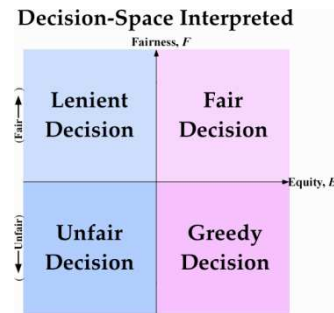 Decision-Space Interpreted
Fairness, F
Lenient
Decision
Fair
Decision
(Fair
Equity, E
Unfair)
Unfair
Decision
Greedy
Decision